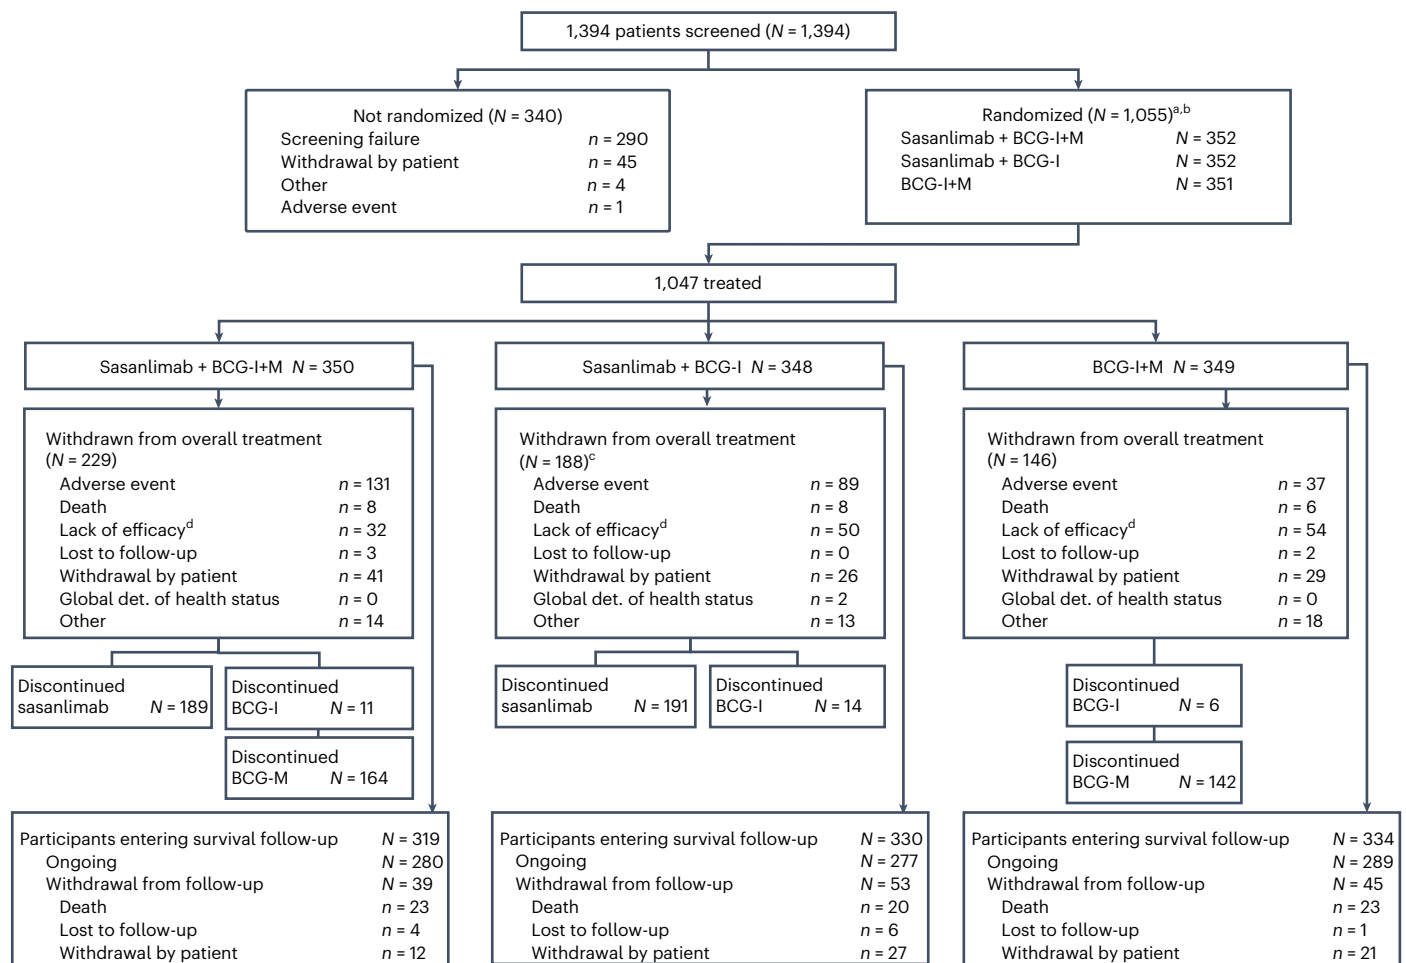 1,394 patients screened (N = 1,394)
Not randomized (N = 340)
Screening failure n = 290
Withdrawal by patient n = 45
Other n = 4
Adverse event n = 1
Randomized (N = 1,055)a,b
Sasanlimab + BCG-I+M N = 352
Sasanlimab + BCG-I N = 352
BCG-I+M N = 351
1,047 treated
Sasanlimab + BCG-I+M N = 350
Withdrawn from overall treatment
(N = 229)
Adverse event n = 131
Death n = 8
Lack of efficacyd n = 32
Lost to follow-up n = 3
Withdrawal by patient n = 41
Global det. of health status n = 0
Other n = 14
Discontinued
sasanlimab N = 189
Discontinued
BCG-I N = 11
Discontinued
BCG-M N = 164
Participants entering survival follow-up N = 319
Ongoing N = 280
Withdrawal from follow-up N = 39
Death n = 23
Lost to follow-up n = 4
Withdrawal by patient n = 12
Sasanlimab + BCG-I N = 348
Withdrawn from overall treatment
(N = 188)c
Adverse event n = 89
Death n = 8
Lack of efficacyd n = 50
Lost to follow-up n = 0
Withdrawal by patient n = 26
Global det. of health status n = 2
Other n = 13
Discontinued
sasanlimab N = 191
Discontinued
BCG-I N = 14
Participants entering survival follow-up N = 330
Ongoing N = 277
Withdrawal from follow-up N = 53
Death n = 20
Lost to follow-up n = 6
Withdrawal by patient n = 27
BCG-I+M N = 349
Withdrawn from overall treatment
(N = 146)
Adverse event n = 37
Death n = 6
Lack of efficacyd n = 54
Lost to follow-up n = 2
Withdrawal by patient n = 29
Global det. of health status n = 0
Other n = 18
Discontinued
BCG-I N = 6
Discontinued
BCG-M N = 142
Participants entering survival follow-up N = 334
Ongoing N = 289
Withdrawal from follow-up N = 45
Death n = 23
Lost to follow-up n = 1
Withdrawal by patient n = 21